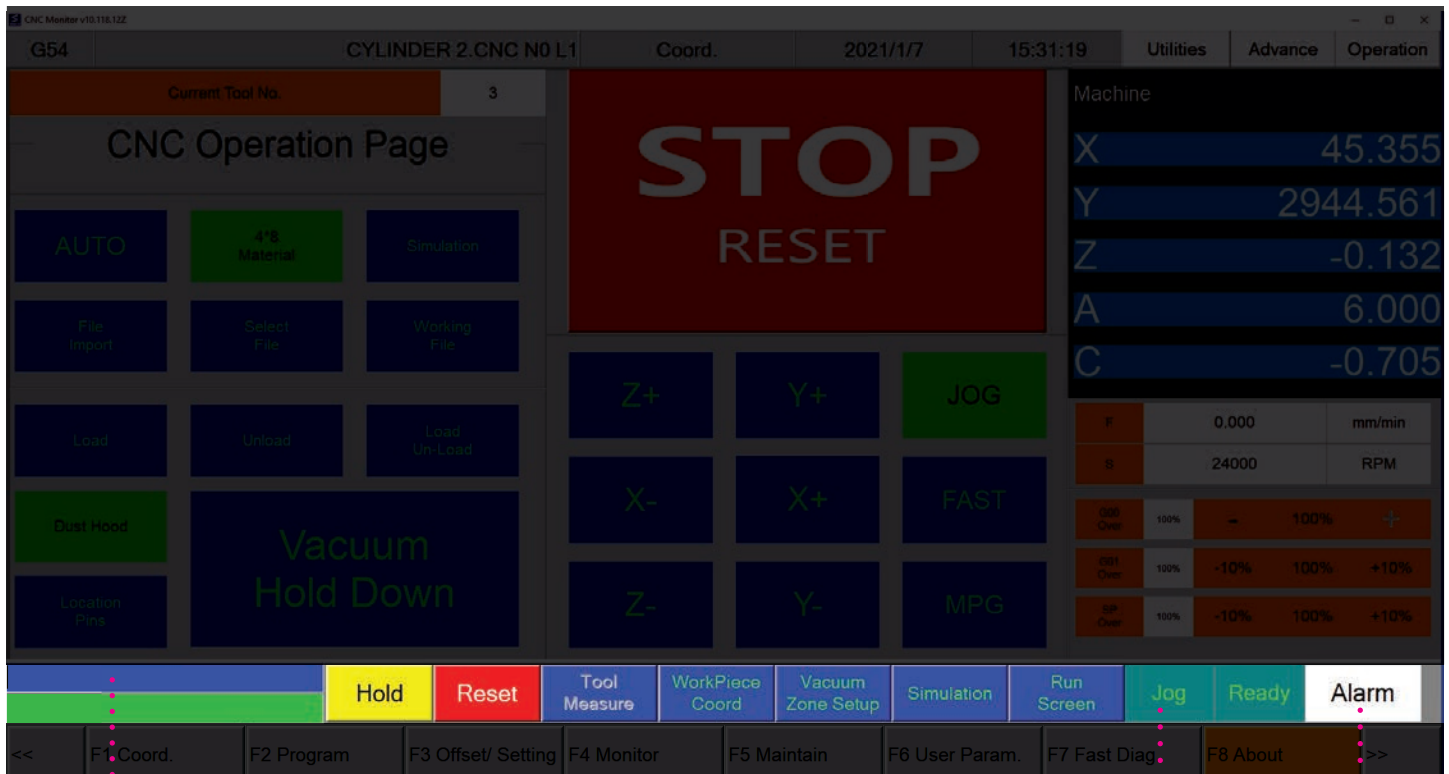 CNC Monitor v10.118.12Z
G54 CYLINDER 2.CNC N0 L1 Coord. 2021/1/7 15:31:19 Utilities Advance Operation
Current Tool No. 3
CNC Operation Page
AUTO
4*8
Material
Simulation
File
Import
Select
File
Working
File
Load
Unload
Load
Un-Load
Dust Hood
Vacuum
Hold Down
Location
Pins
STOP
RESET
Z+ Y+ JOG
X- X+ FAST
Z- Y- MPG
Machine
X 45.355
Y 2944.561
Z -0.132
A 6.000
C -0.705
F 0.000 mm/min
S 24000 RPM
G00
Over
100% - 100% +
G01
Over
100% -10% 100% +10%
SP
Over
100% -10% 100% +10%
Hold
Reset
Tool
Measure
WorkPiece
Coord
Vacuum
Zone Setup
Simulation
Run
Screen
Jog
Ready
Alarm
<< F1 Coord. F2 Program F3 Offset/ Setting F4 Monitor F5 Maintain F6 User Param. F7 Fast Diag. F8 About >>